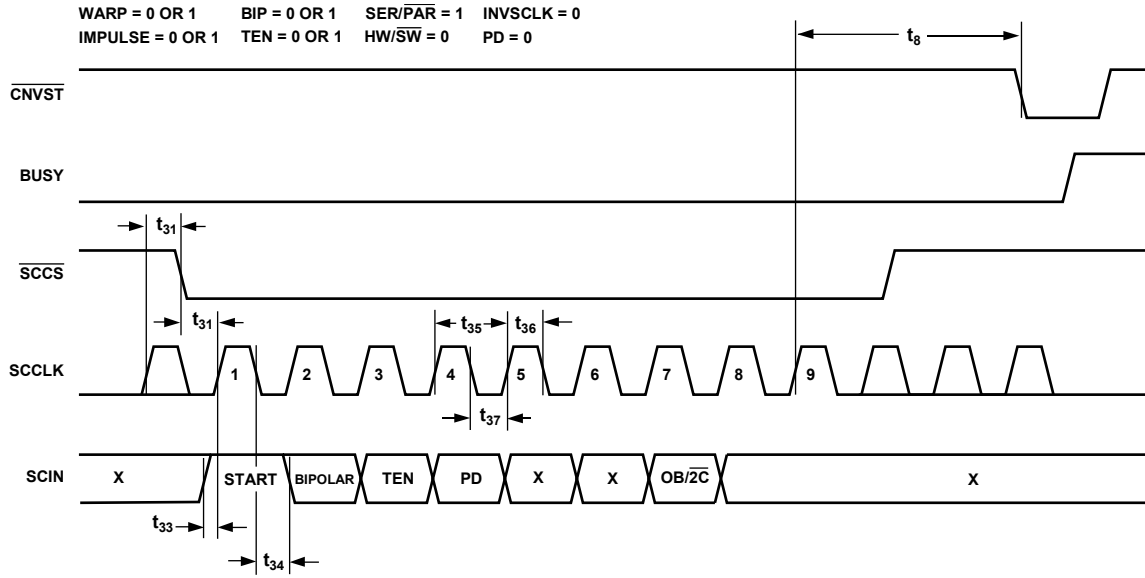 WARP = 0 OR 1 BIP = 0 OR 1 SER/PAR = 1 INVSCLK = 0
IMPULSE = 0 OR 1 TEN = 0 OR 1 HW/SW = 0 PD = 0
t8
CNVST
BUSY
t31
SCCS
t31 t35 t36
SCCLK 1 2 3 4 5 6 7 8 9
t37
SCIN X START BIPOLAR TEN PD X X OB/2C X
t33
t34